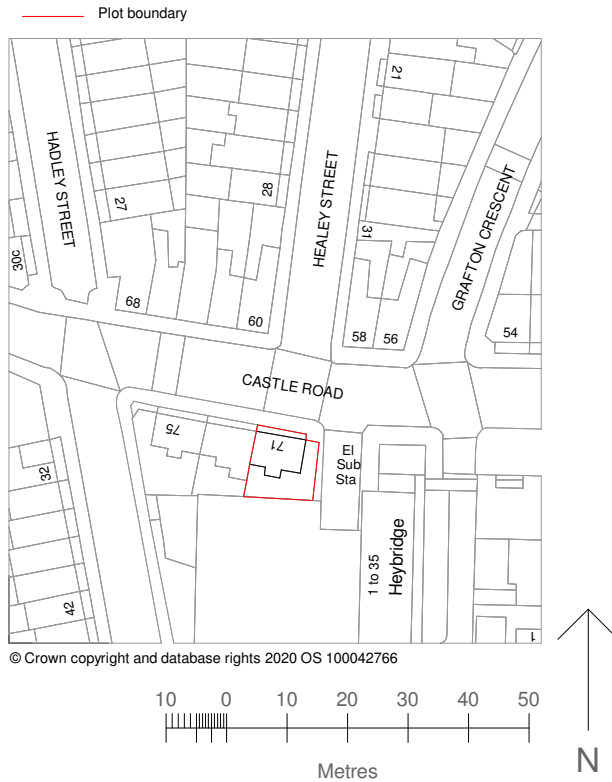 Plot boundary
21
HADLEY STREET
HEALEY STREET
GRAFTON CRESCENT
27
28
31
30c
68
60
58
56
54
CASTLE ROAD
75
71
El
Sub
Sta
32
42
1 to 35
Heybridge
1
© Crown copyright and database rights 2020 OS 100042766
10 0 10 20 30 40 50
Metres
N